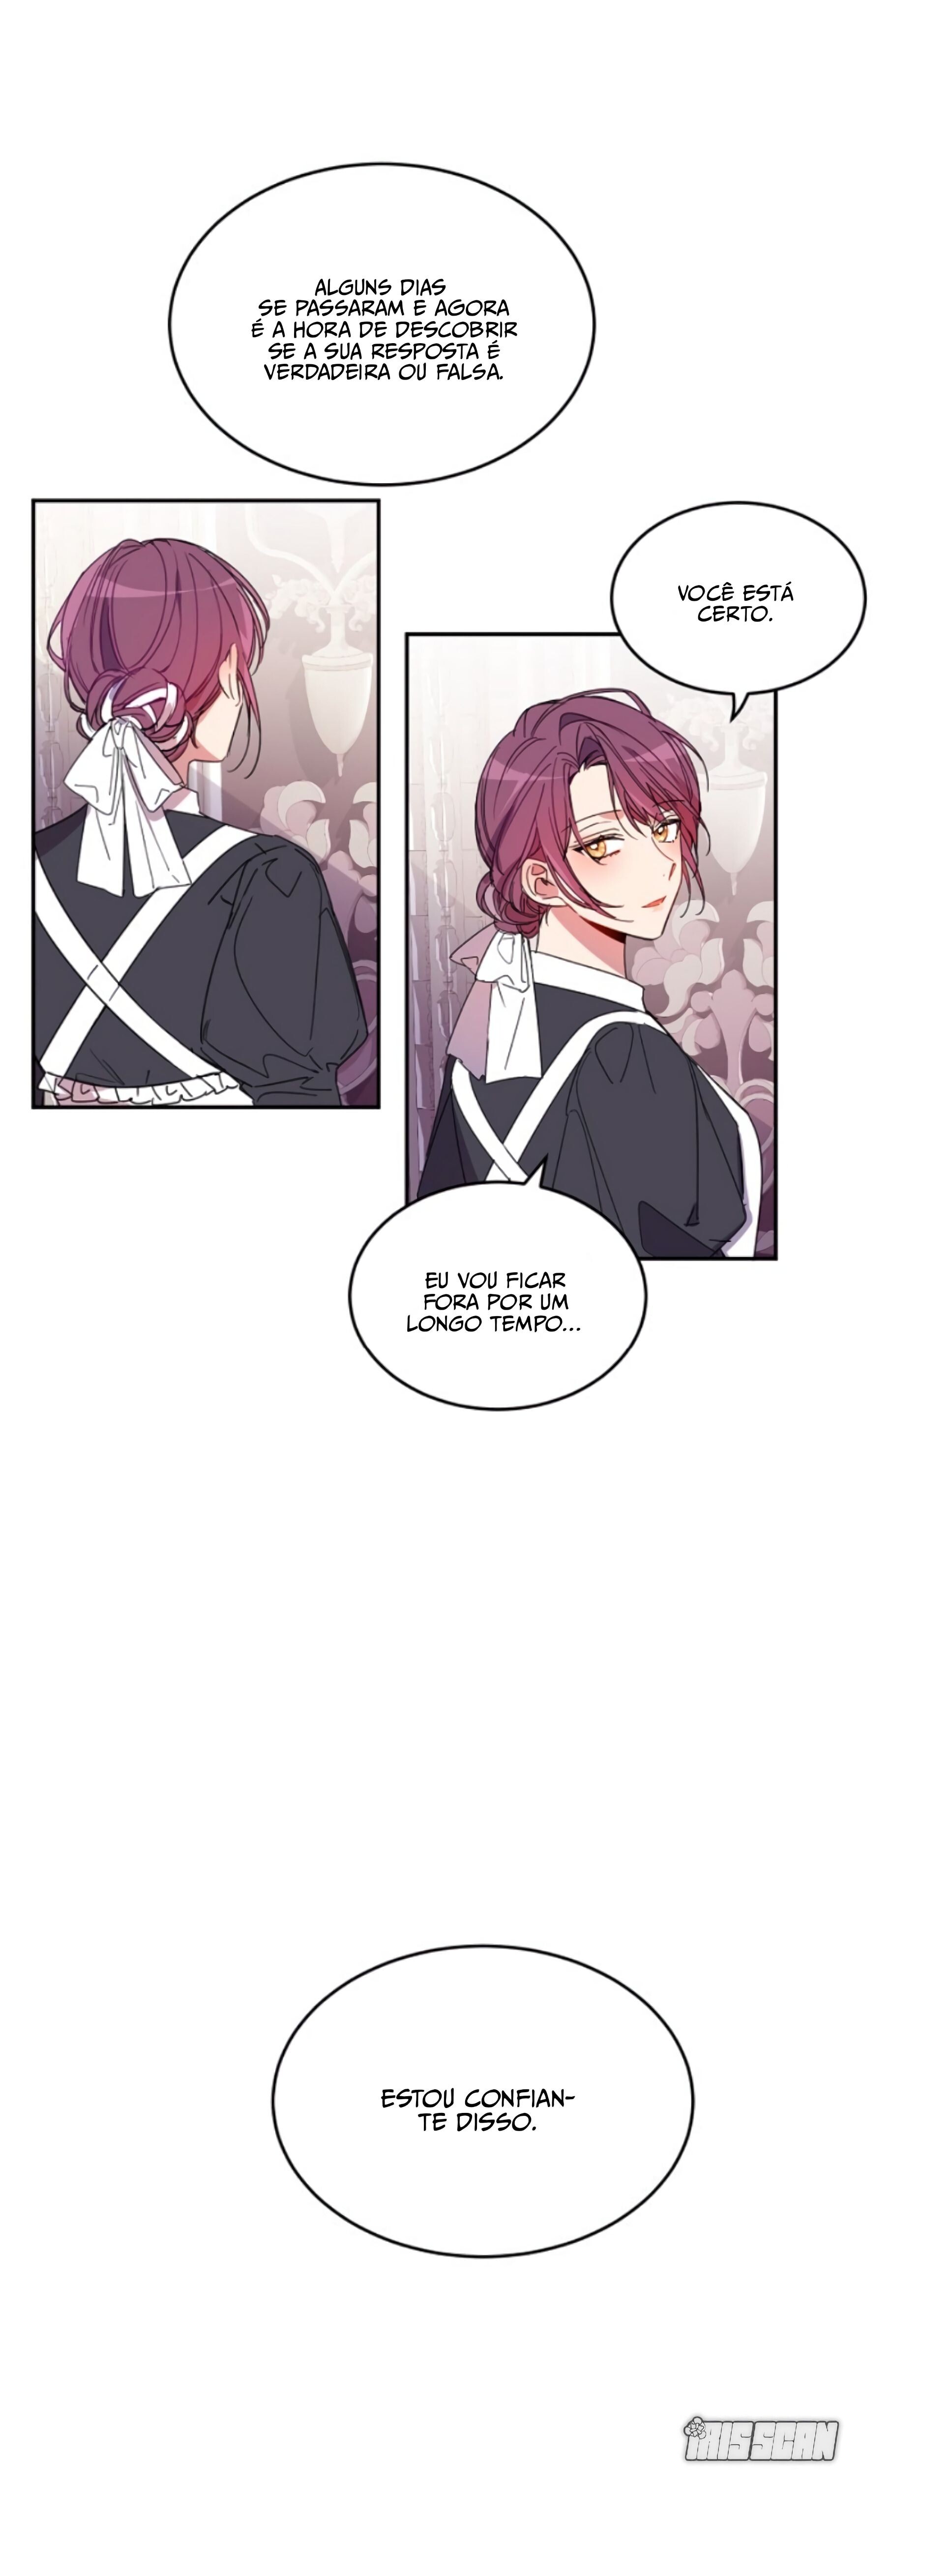 ALGUNS DIAS
SE PASSARAM E AGORA
É A HORA DE DESCOBRIR
SE A SUA RESPOSTA É
VERDADEIRA OU FALSA.
VOCÊ ESTÁ
CERTO.
EU VOU FICAR
FORA POR UM
LONGO TEMPO...
ESTOU CONFIAN-
TE DISSO.
IRISSCAN